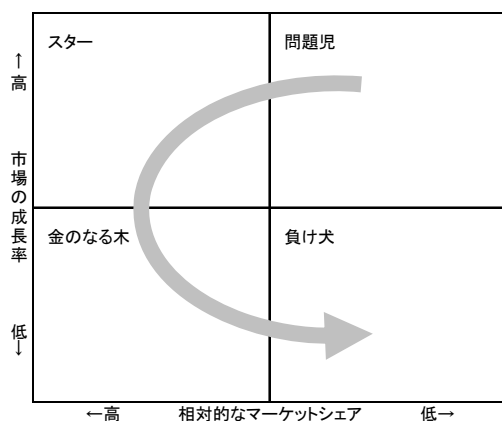 スター
問題児
↑高
市場の成長率
金のなる木
負け犬
低↓
←高
相対的なマーケットシェア
低→